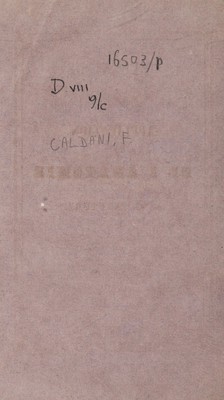 16503/P
D VIII
9/c
CALDANI, F